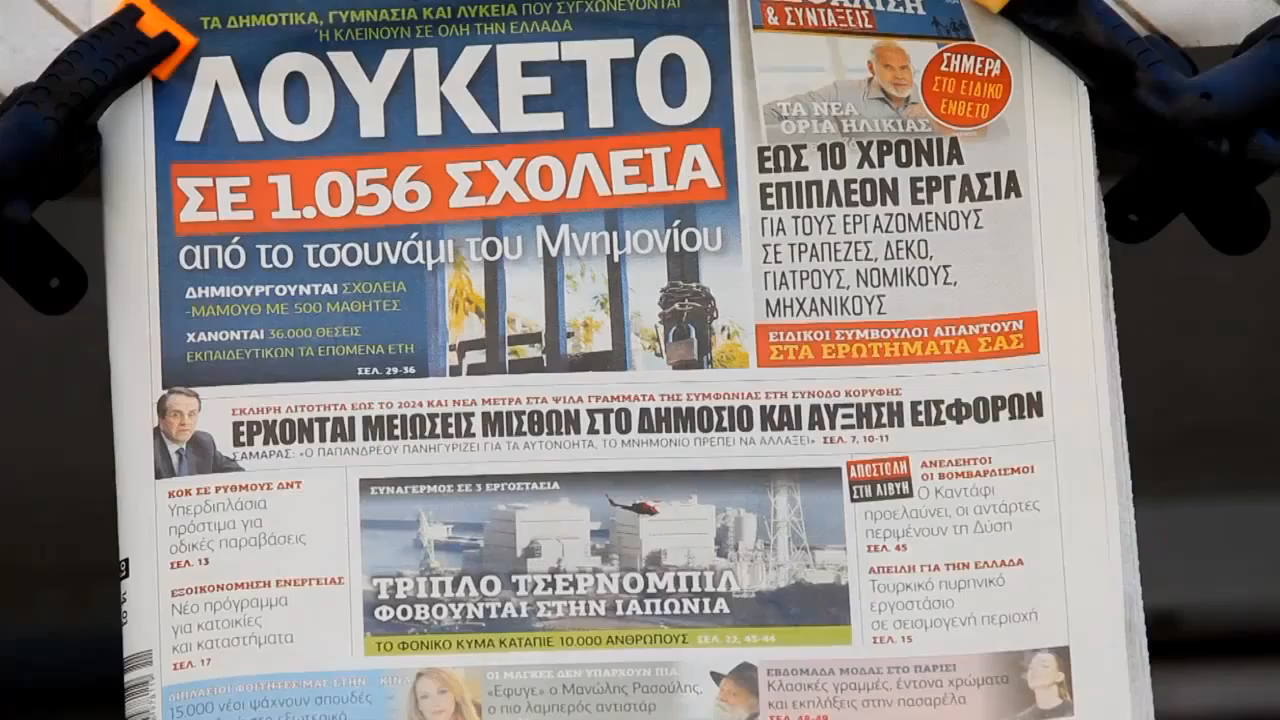 ΤΑ ΔΗΜΟΤΙΚΑ, ΓΥΜΝΑΣΙΑ ΚΑΙ ΛΥΚΕΙΑ ΠΟΥ ΣΥΓΧΩΝΕΥΟΝΤΑΙ
Ή ΚΛΕΙΝΟΥΝ ΣΕ ΟΛΗ ΤΗΝ ΕΛΛΑΔΑ
ΛΟΥΚΕΤΟ
ΣΕ 1.056 ΣΧΟΛΕΙΑ
από το τσουνάμι του Μνημονίου
ΔΗΜΙΟΥΡΓΟΥΝΤΑΙ ΣΧΟΛΕΙΑ
-ΜΑΜΟΥΘ ΜΕ 500 ΜΑΘΗΤΕΣ
ΧΑΝΟΝΤΑΙ 36.000 ΘΕΣΕΙΣ
ΕΚΠΑΙΔΕΥΤΙΚΩΝ ΤΑ ΕΠΟΜΕΝΑ ΕΤΗ
ΣΕΛ. 29-36
& ΣΥΝΤΑΞΕΙΣ
ΣΗΜΕΡΑ
ΣΤΟ ΕΙΔΙΚΟ
ΕΝΘΕΤΟ
ΤΑ ΝΕΑ
ΟΡΙΑ ΗΛΙΚΙΑΣ
ΕΩΣ 10 ΧΡΟΝΙΑ
ΕΠΙΠΛΕΟΝ ΕΡΓΑΣΙΑ
ΓΙΑ ΤΟΥΣ ΕΡΓΑΖΟΜΕΝΟΥΣ
ΣΕ ΤΡΑΠΕΖΕΣ, ΔΕΚΟ,
ΓΙΑΤΡΟΥΣ, ΝΟΜΙΚΟΥΣ,
ΜΗΧΑΝΙΚΟΥΣ
ΕΙΔΙΚΟΙ ΣΥΜΒΟΥΛΟΙ ΑΠΑΝΤΟΥΝ
ΣΤΑ ΕΡΩΤΗΜΑΤΑ ΣΑΣ
ΣΚΛΗΡΗ ΛΙΤΟΤΗΤΑ ΕΩΣ ΤΟ 2024 ΚΑΙ ΝΕΑ ΜΕΤΡΑ ΣΤΑ ΨΙΛΑ ΓΡΑΜΜΑΤΑ ΤΗΣ ΣΥΜΦΩΝΙΑΣ ΣΤΗ ΣΥΝΟΔΟ ΚΟΡΥΦΗΣ
ΕΡΧΟΝΤΑΙ ΜΕΙΩΣΕΙΣ ΜΙΣΘΩΝ ΣΤΟ ΔΗΜΟΣΙΟ ΚΑΙ ΑΥΞΗΣΗ ΕΙΣΦΟΡΩΝ
ΣΑΜΑΡΑΣ: «Ο ΠΑΠΑΝΔΡΕΟΥ ΠΑΝΗΓΥΡΙΖΕΙ ΓΙΑ ΤΑ ΑΥΤΟΝΟΗΤΑ, ΤΟ ΜΝΗΜΟΝΙΟ ΠΡΕΠΕΙ ΝΑ ΑΛΛΑΞΕΙ» ΣΕΛ. 7, 10-11
ΚΟΚ ΣΕ ΡΥΘΜΟΥΣ ΔΝΤ
Υπερδιπλάσια
πρόστιμα για
οδικές παραβάσεις
ΣΕΛ. 13
ΕΞΟΙΚΟΝΟΜΗΣΗ ΕΝΕΡΓΕΙΑΣ
Νέο πρόγραμμα
για κατοικίες
και καταστήματα
ΣΕΛ. 17
ΣΥΝΑΓΕΡΜΟΣ ΣΕ 3 ΕΡΓΟΣΤΑΣΙΑ
ΤΡΙΠΛΟ ΤΣΕΡΝΟΜΠΙΛ
ΦΟΒΟΥΝΤΑΙ ΣΤΗΝ ΙΑΠΩΝΙΑ
ΤΟ ΦΟΝΙΚΟ ΚΥΜΑ ΚΑΤΑΠΙΕ 10.000 ΑΝΘΡΩΠΟΥΣ ΣΕΛ. 22, 43-44
ΑΠΟΣΤΟΛΗ
ΣΤΗ ΛΙΒΥΗ
ΑΝΕΛΕΗΤΟΙ
ΟΙ ΒΟΜΒΑΡΔΙΣΜΟΙ
Ο Καντάφι
προελαύνει, οι αντάρτες
περιμένουν τη Δύση
ΣΕΛ. 45
ΑΠΕΙΛΗ ΓΙΑ ΤΗΝ ΕΛΛΑΔΑ
Τουρκικό πυρηνικό
εργοστάσιο
σε σεισμογενή περιοχή
ΣΕΛ. 15
ΔΙΠΛΑΣΙΟΙ ΦΟΙΤΗΤΕΣ ΜΑΣ ΣΤΗΝ ΚΙΝΑ
15.000 νέοι ψάχνουν σπουδές
ΟΙ ΜΑΓΚΕΣ ΔΕΝ ΥΠΑΡΧΟΥΝ ΠΙΑ
«Έφυγε» ο Μανώλης Ρασούλης,
ο πιο λαμπερός αντιστάρ
ΕΒΔΟΜΑΔΑ ΜΟΔΑΣ ΣΤΟ ΠΑΡΙΣΙ
Κλασικές γραμμές, έντονα χρώματα
και εκπλήξεις στην πασαρέλα
ΣΕΛ. 48-49